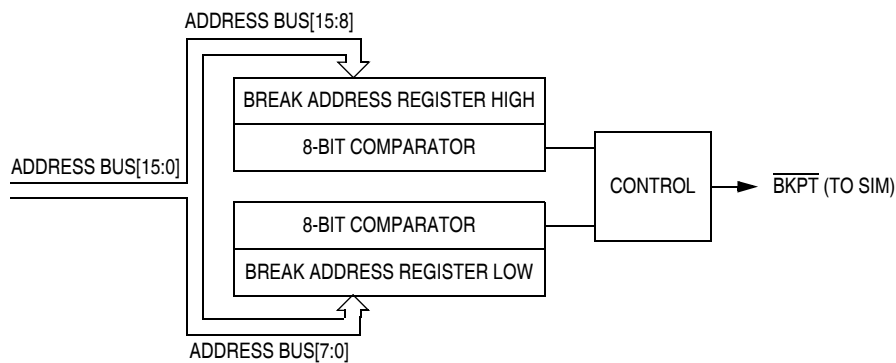 ADDRESS BUS[15:8]
BREAK ADDRESS REGISTER HIGH
8-BIT COMPARATOR
ADDRESS BUS[15:0]
CONTROL
BKPT (TO SIM)
8-BIT COMPARATOR
BREAK ADDRESS REGISTER LOW
ADDRESS BUS[7:0]